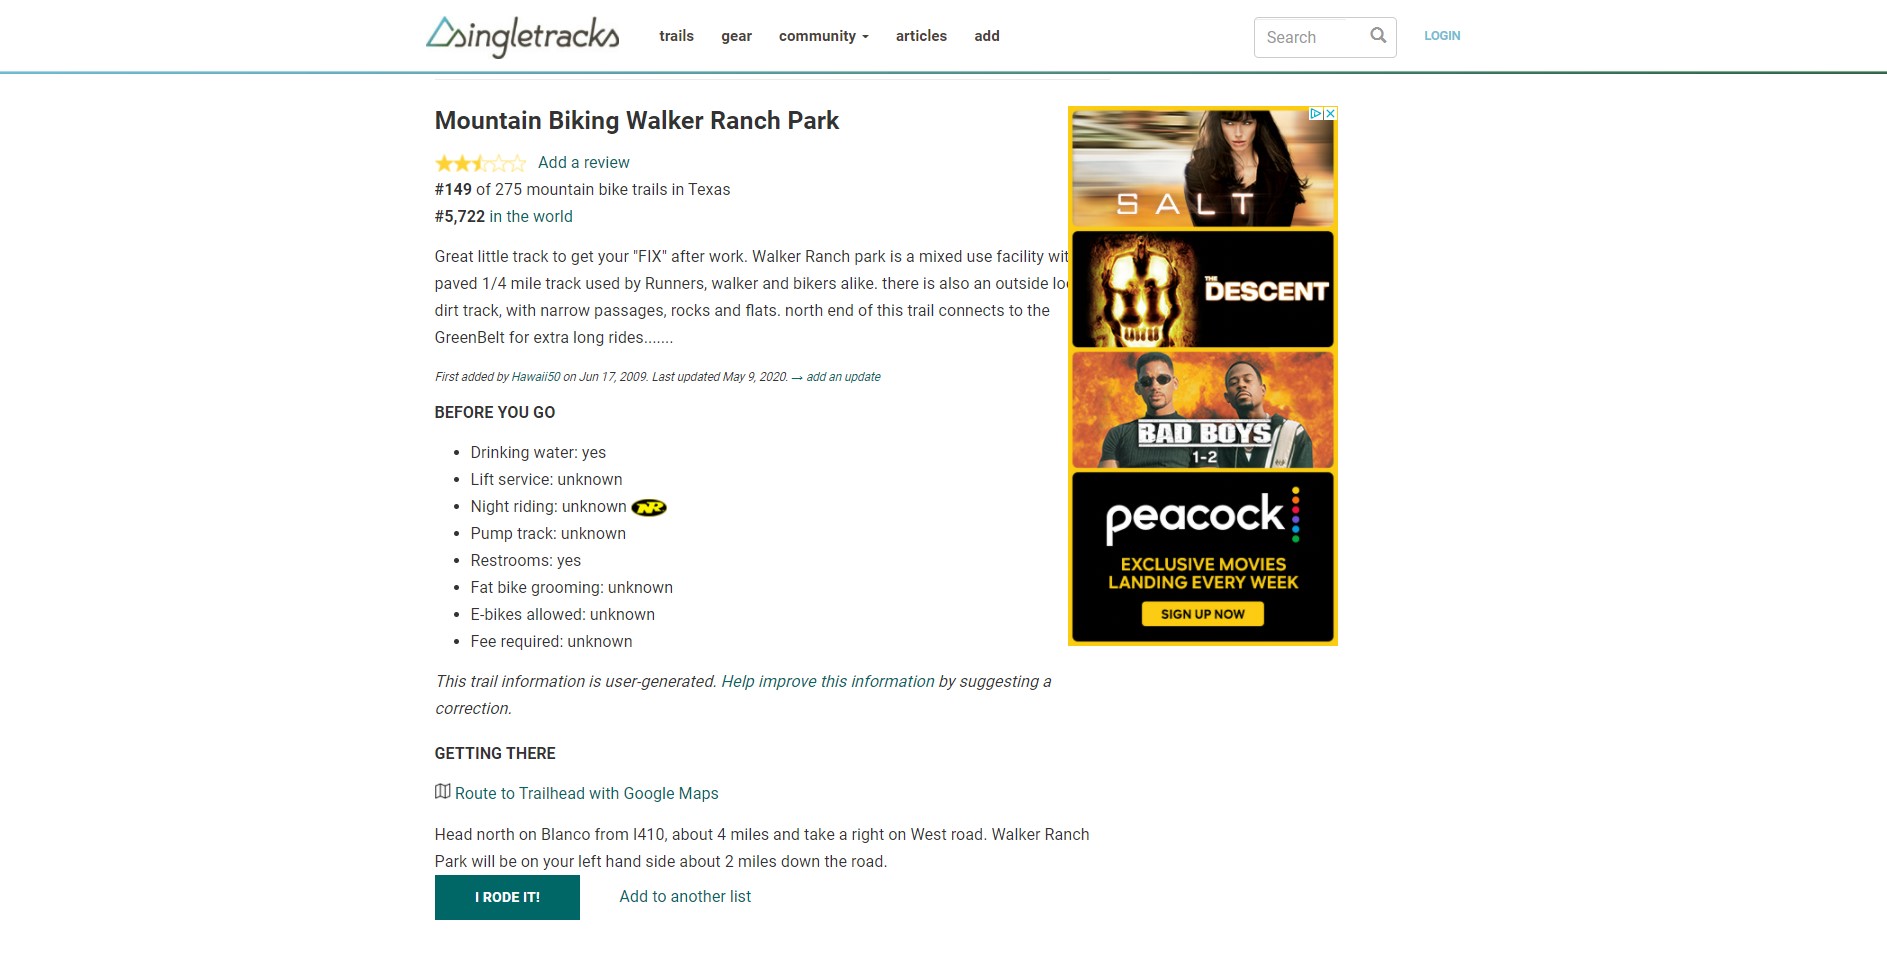 singletracks
trails gear community articles add
Search
LOGIN
Mountain Biking Walker Ranch Park
Add a review
#149 of 275 mountain bike trails in Texas
#5,722 in the world
Great little track to get your "FIX" after work. Walker Ranch park is a mixed use facility wit
paved 1/4 mile track used by Runners, walker and bikers alike. there is also an outside lo
dirt track, with narrow passages, rocks and flats. north end of this trail connects to the
GreenBelt for extra long rides.......
First added by Hawaii50 on Jun 17, 2009. Last updated May 9, 2020. → add an update
BEFORE YOU GO
• Drinking water: yes
• Lift service: unknown
• Night riding: unknown NR
• Pump track: unknown
• Restrooms: yes
• Fat bike grooming: unknown
• E-bikes allowed: unknown
• Fee required: unknown
This trail information is user-generated. Help improve this information by suggesting a
correction.
GETTING THERE
Route to Trailhead with Google Maps
Head north on Blanco from I410, about 4 miles and take a right on West road. Walker Ranch
Park will be on your left hand side about 2 miles down the road.
I RODE IT!
Add to another list
SALT
THE
DESCENT
BAD BOYS
1-2
peacock
EXCLUSIVE MOVIES
LANDING EVERY WEEK
SIGN UP NOW